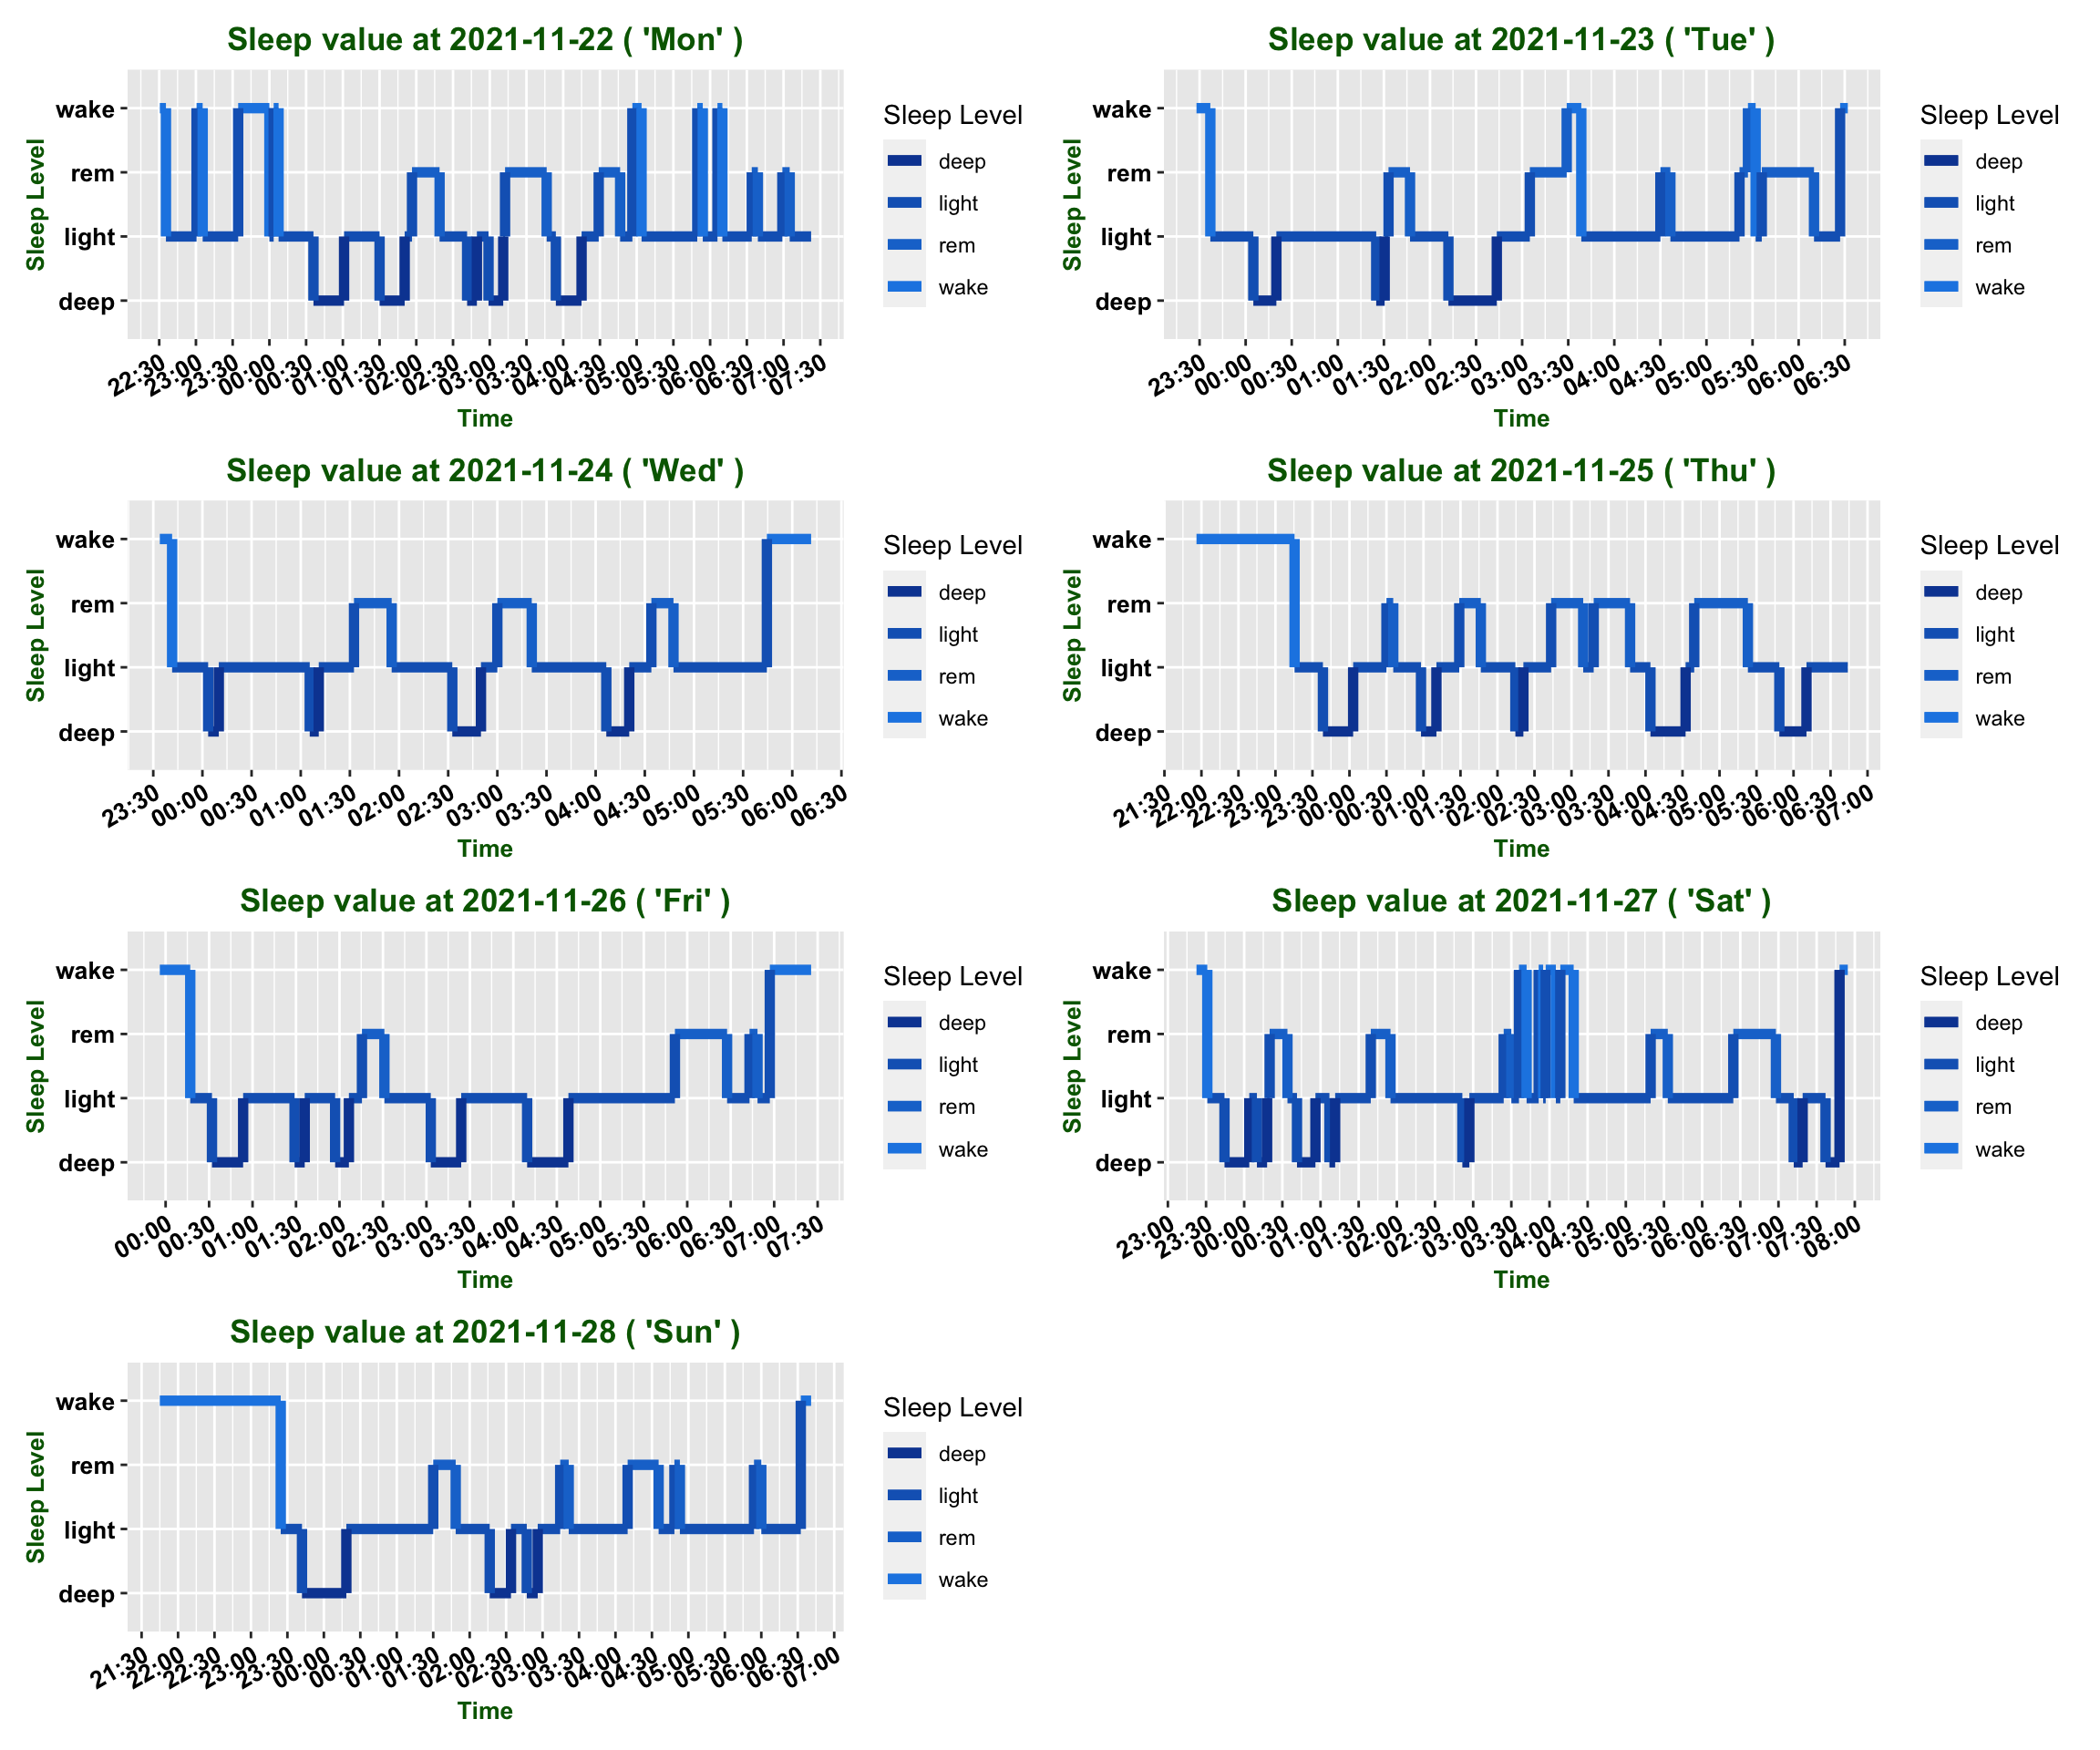 Sleep value at 2021-11-22 ( 'Mon' )
Sleep Level
wake
rem
light
deep
22:30 23:00 23:30 00:00 00:30 01:00 01:30 02:00 02:30 03:00 03:30 04:00 04:30 05:00 05:30 06:00 06:30 07:00 07:30
Time
Sleep Level
deep
light
rem
wake
Sleep value at 2021-11-23 ( 'Tue' )
Sleep Level
wake
rem
light
deep
23:30 00:00 00:30 01:00 01:30 02:00 02:30 03:00 03:30 04:00 04:30 05:00 05:30 06:00 06:30
Time
Sleep Level
deep
light
rem
wake
Sleep value at 2021-11-24 ( 'Wed' )
Sleep Level
wake
rem
light
deep
23:30 00:00 00:30 01:00 01:30 02:00 02:30 03:00 03:30 04:00 04:30 05:00 05:30 06:00 06:30
Time
Sleep Level
deep
light
rem
wake
Sleep value at 2021-11-25 ( 'Thu' )
Sleep Level
wake
rem
light
deep
21:30 22:00 22:30 23:00 23:30 00:00 00:30 01:00 01:30 02:00 02:30 03:00 03:30 04:00 04:30 05:00 05:30 06:00 06:30 07:00
Time
Sleep Level
deep
light
rem
wake
Sleep value at 2021-11-26 ( 'Fri' )
Sleep Level
wake
rem
light
deep
00:00 00:30 01:00 01:30 02:00 02:30 03:00 03:30 04:00 04:30 05:00 05:30 06:00 06:30 07:00 07:30
Time
Sleep Level
deep
light
rem
wake
Sleep value at 2021-11-27 ( 'Sat' )
Sleep Level
wake
rem
light
deep
23:00 23:30 00:00 00:30 01:00 01:30 02:00 02:30 03:00 03:30 04:00 04:30 05:00 05:30 06:00 06:30 07:00 07:30 08:00
Time
Sleep Level
deep
light
rem
wake
Sleep value at 2021-11-28 ( 'Sun' )
Sleep Level
wake
rem
light
deep
21:30 22:00 22:30 23:00 23:30 00:00 00:30 01:00 01:30 02:00 02:30 03:00 03:30 04:00 04:30 05:00 05:30 06:00 06:30 07:00
Time
Sleep Level
deep
light
rem
wake